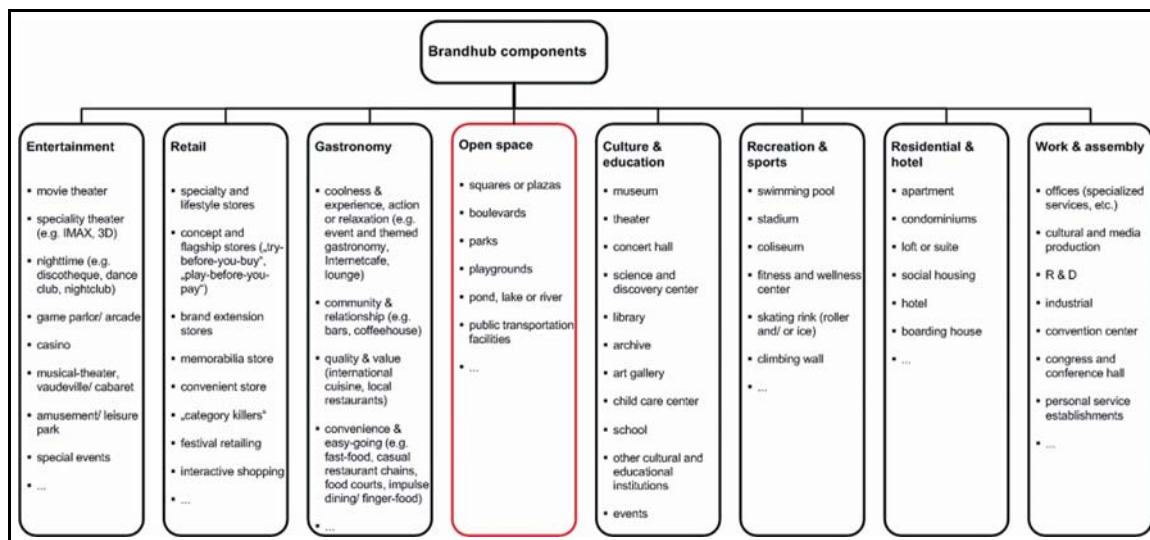 Brandhub components
Entertainment
▪ movie theater
▪ speciality theater
(e.g. IMAX, 3D)
▪ nighttime (e.g.
discotheque, dance
club, nightclub)
▪ game parlor/ arcade
▪ casino
▪ musical-theater,
vaudeville/ cabaret
▪ amusement/ leisure
park
▪ special events
▪ ...
Retail
▪ specialty and
lifestyle stores
▪ concept and
flagship stores („try-
before-you-buy“,
„play-before-you-
pay“)
▪ brand extension
stores
▪ memorabilia store
▪ convenient store
▪ „category killers“
▪ festival retailing
▪ interactive shopping
▪ ...
Gastronomy
▪ coolness &
experience, action
or relaxation (e.g.
event and themed
gastronomy,
Internetcafe,
lounge)
▪ community &
relationship (e.g.
bars, coffeehouse)
▪ quality & value
(international
cuisine, local
restaurants)
▪ convenience &
easy-going (e.g.
fast-food, casual
restaurant chains,
food courts, impulse
dining/ finger-food)
▪ ...
Open space
▪ squares or plazas
▪ boulevards
▪ parks
▪ playgrounds
▪ pond, lake or river
▪ public transportation
facilities
▪ ...
Culture &
education
▪ museum
▪ theater
▪ concert hall
▪ science and
discovery center
▪ library
▪ archive
▪ art gallery
▪ child care center
▪ school
▪ other cultural and
educational
institutions
▪ events
Recreation &
sports
▪ swimming pool
▪ stadium
▪ coliseum
▪ fitness and wellness
center
▪ skating rink (roller
and/ or ice)
▪ climbing wall
▪ ...
Residential &
hotel
▪ apartment
▪ condominiums
▪ loft or suite
▪ social housing
▪ hotel
▪ boarding house
▪ ...
Work & assembly
▪ offices (specialized
services, etc.)
▪ cultural and media
production
▪ R & D
▪ industrial
▪ convention center
▪ congress and
conference hall
▪ personal service
establishments
▪ ...